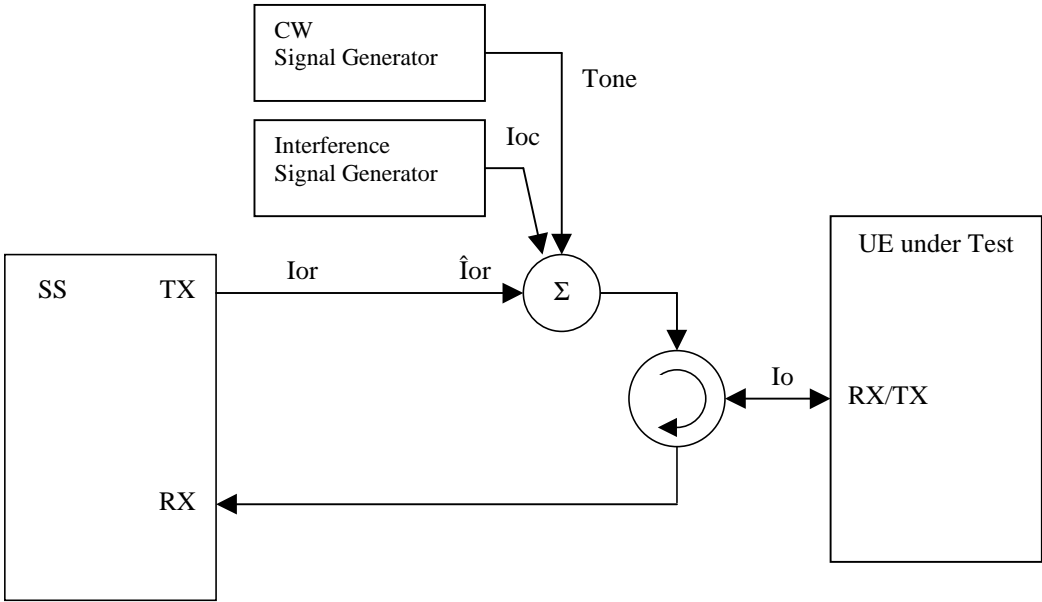 CW
Signal Generator
Tone
Interference
Signal Generator
Ioc
UE under Test
SS
TX
Ior
Îor
Σ
Io
RX/TX
RX